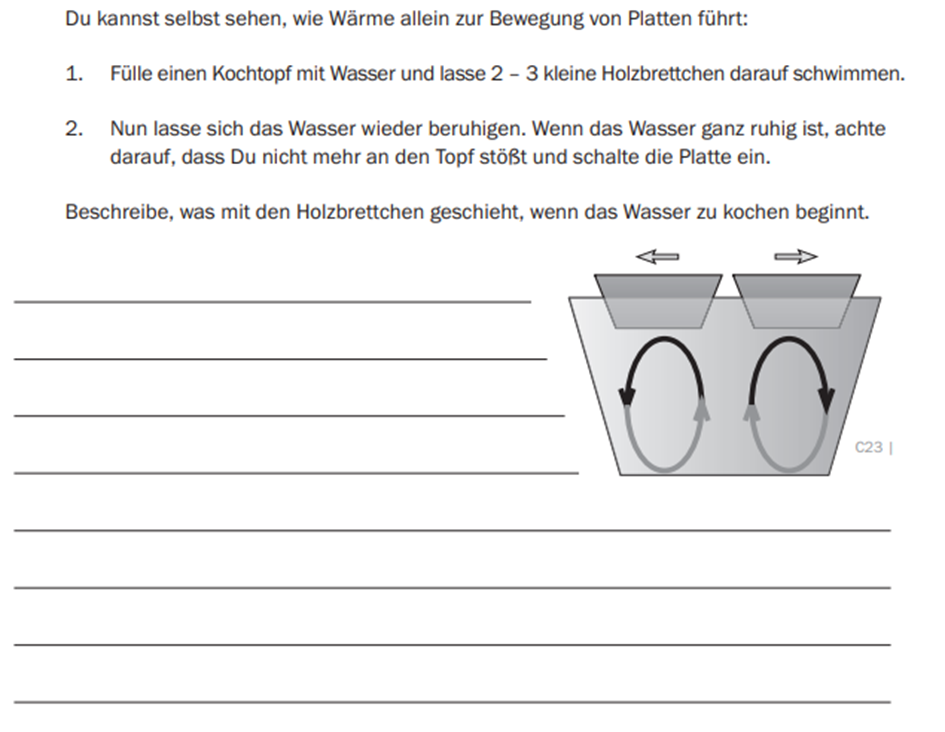 Du kannst selbst sehen, wie Wärme allein zur Bewegung von Platten führt:
1. Fülle einen Kochtopf mit Wasser und lasse 2 – 3 kleine Holzbrettchen darauf schwimmen.
2. Nun lasse sich das Wasser wieder beruhigen. Wenn das Wasser ganz ruhig ist, achte
darauf, dass Du nicht mehr an den Topf stößt und schalte die Platte ein.
Beschreibe, was mit den Holzbrettchen geschieht, wenn das Wasser zu kochen beginnt.
C23 |